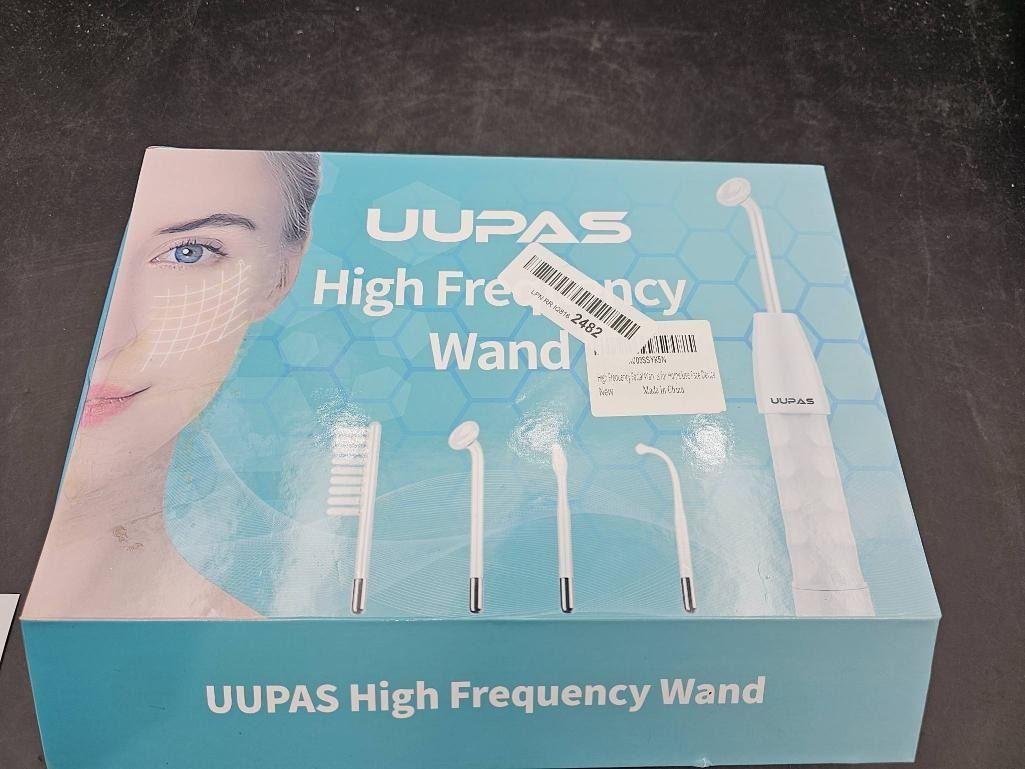 UUPAS
High Frequency
Wand
LPN RR
2482
New
Made in China
UUPAS
UUPAS High Frequency Wand